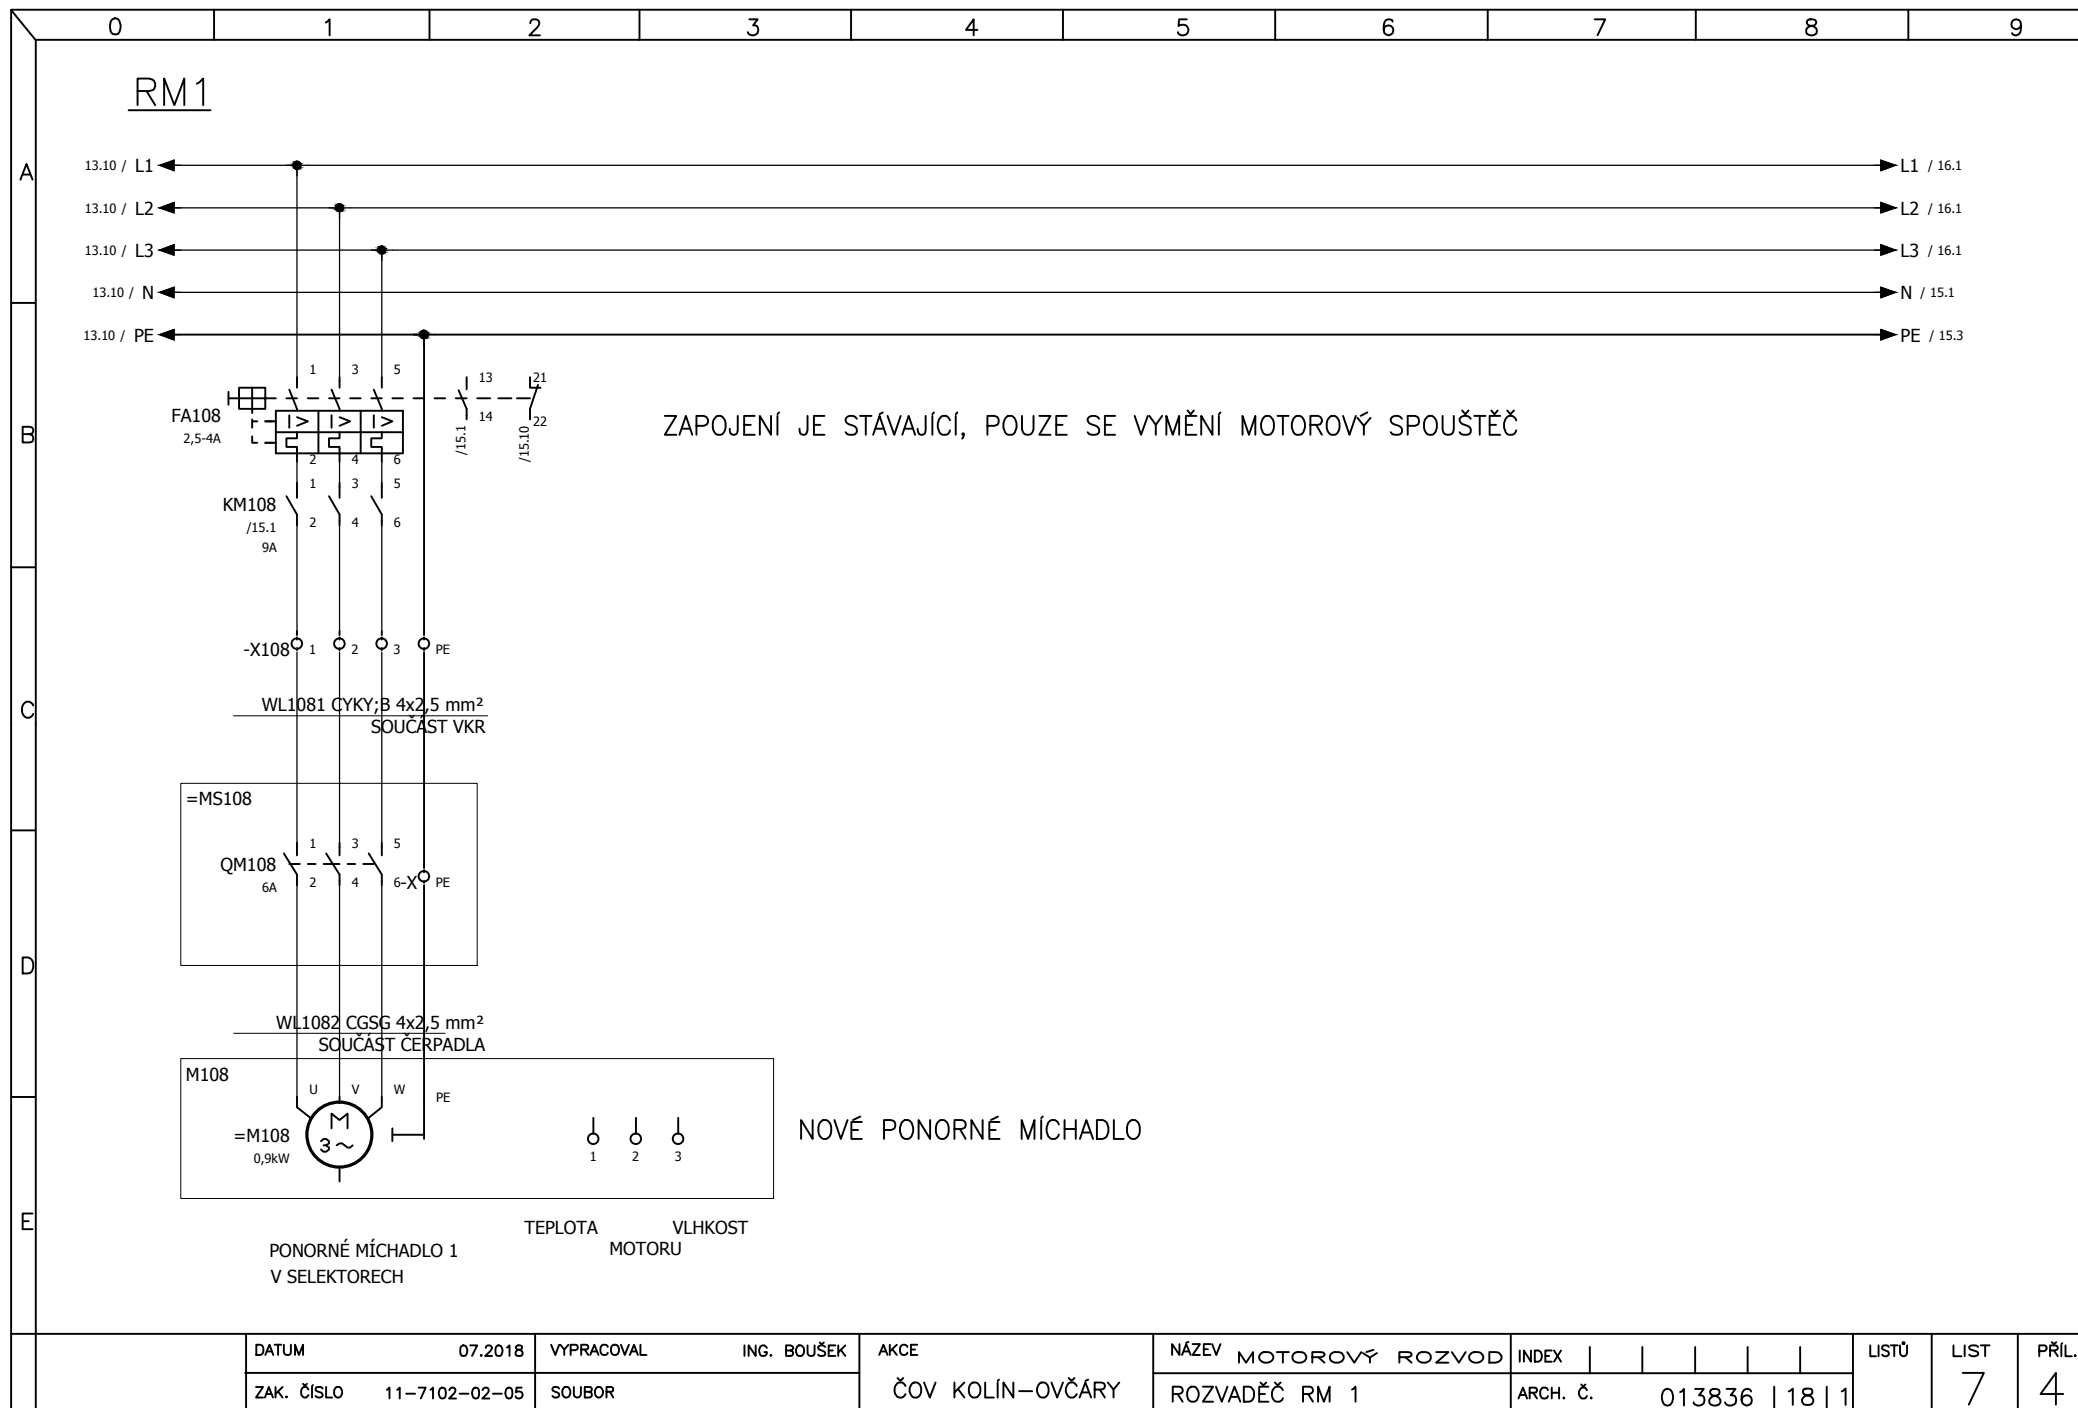 0 1 2 3 4 5 6 7 8 9
RM1
A
13.10 / L1 L1 / 16.1
13.10 / L2 L2 / 16.1
13.10 / L3 L3 / 16.1
13.10 / N N / 15.1
13.10 / PE PE / 15.3
B
1 3 5 13 21
FA108
2,5-4A
I> I> I>
14 22
/15.1 /15.10
2 4 6
ZAPOJENÍ JE STÁVAJÍCÍ, POUZE SE VYMĚNÍ MOTOROVÝ SPOUŠTĚČ
1 3 5
KM108
/15.1
9A
2 4 6
-X108 1 2 3 PE
C
WL1081 CYKY;B 4x2,5 mm²
SOUČÁST VKR
=MS108
1 3 5
QM108
6A
2 4 6 -X PE
D
WL1082 CGSG 4x2,5 mm²
SOUČÁST ČERPADLA
M108
U V W PE
=M108
0,9kW
M
3~
1 2 3
NOVÉ PONORNÉ MÍCHADLO
E
TEPLOTA VLHKOST
MOTORU
PONORNÉ MÍCHADLO 1
V SELEKTORECH
DATUM 07.2018 VYPRACOVAL ING. BOUŠEK AKCE NÁZEV MOTOROVÝ ROZVOD INDEX LISTŮ LIST PŘÍL.
ZAK. ČÍSLO 11-7102-02-05 SOUBOR ČOV KOLÍN-OVČÁRY ROZVADĚČ RM 1 ARCH. Č. 013836 | 18 | 1 7 4